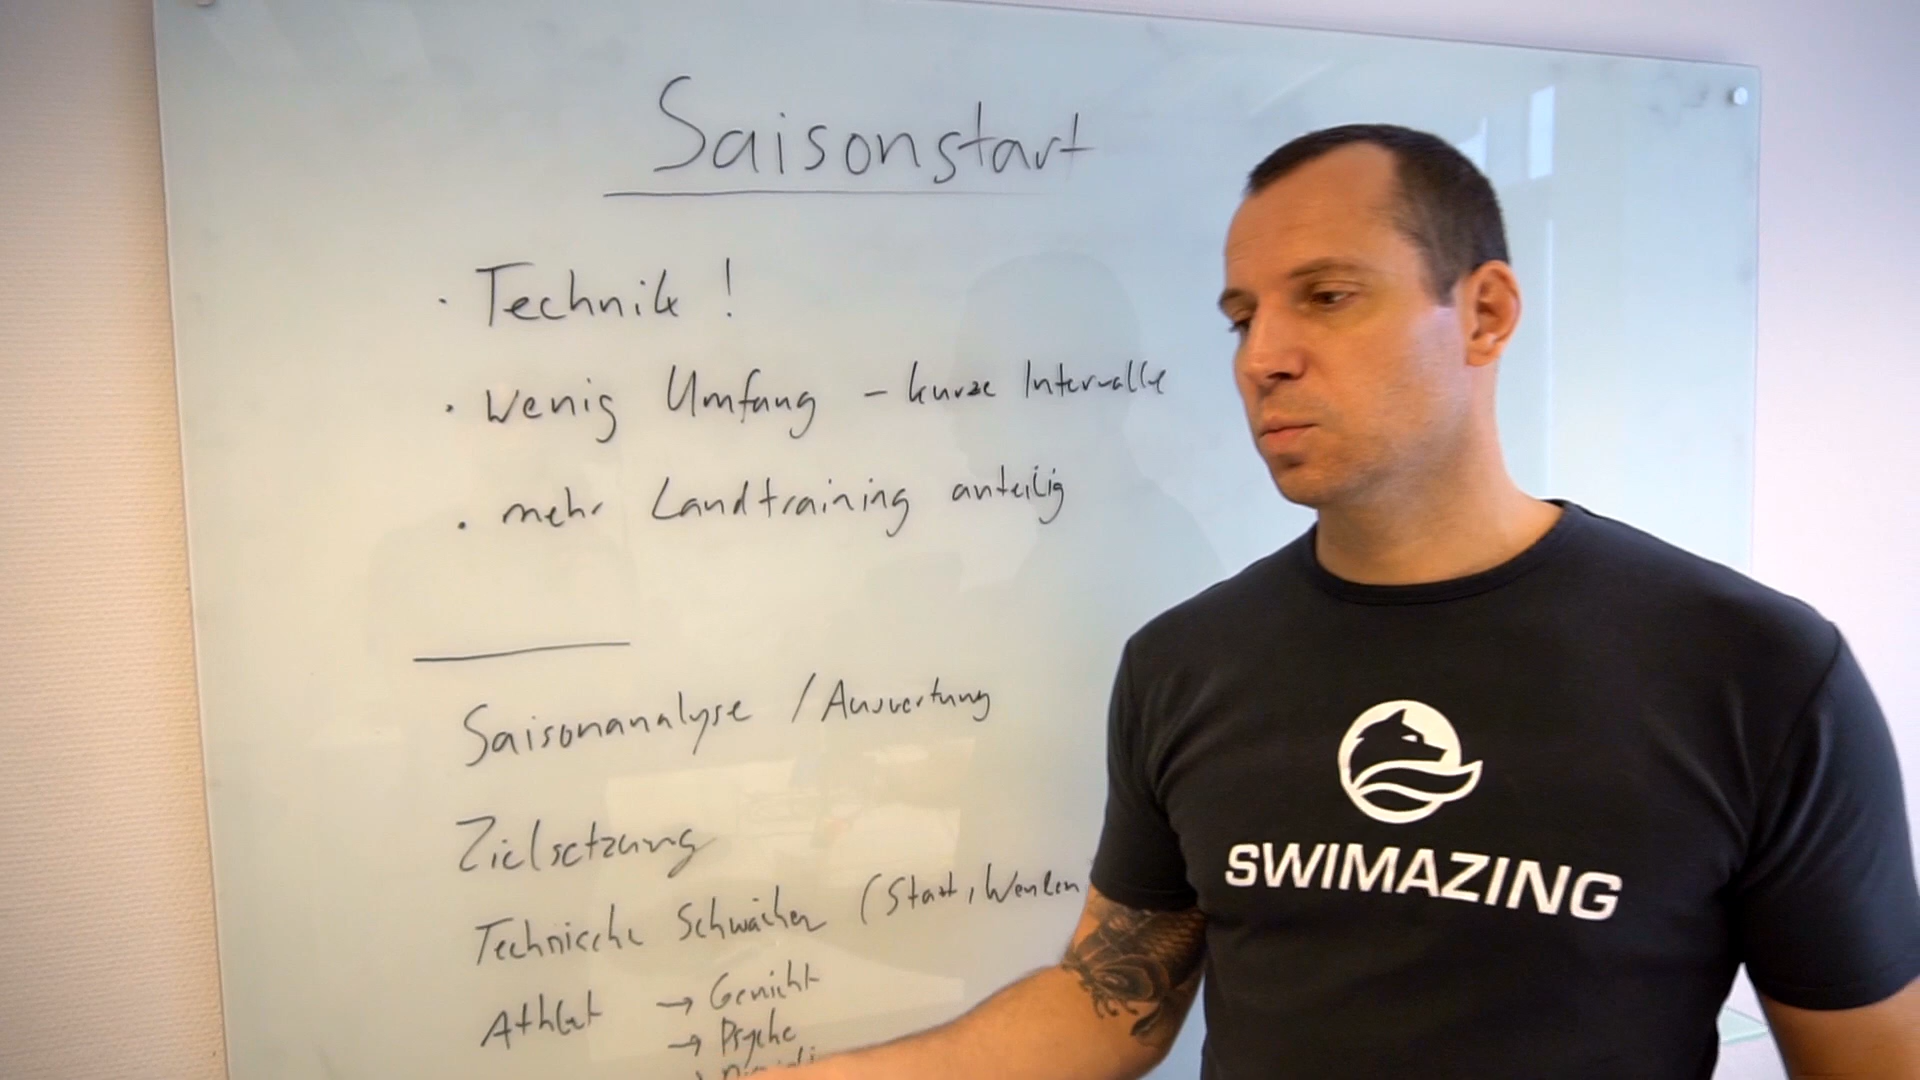 Saisonstart
· Technik !
· wenig Umfang – kurze Intervalle
· mehr Landtraining anteilig
Saisonanalyse / Auswertung
Zielsetzung
Technische Schwächen (Start, Wenden
Athlet → Gewicht
→ Psyche
SWIMAZING